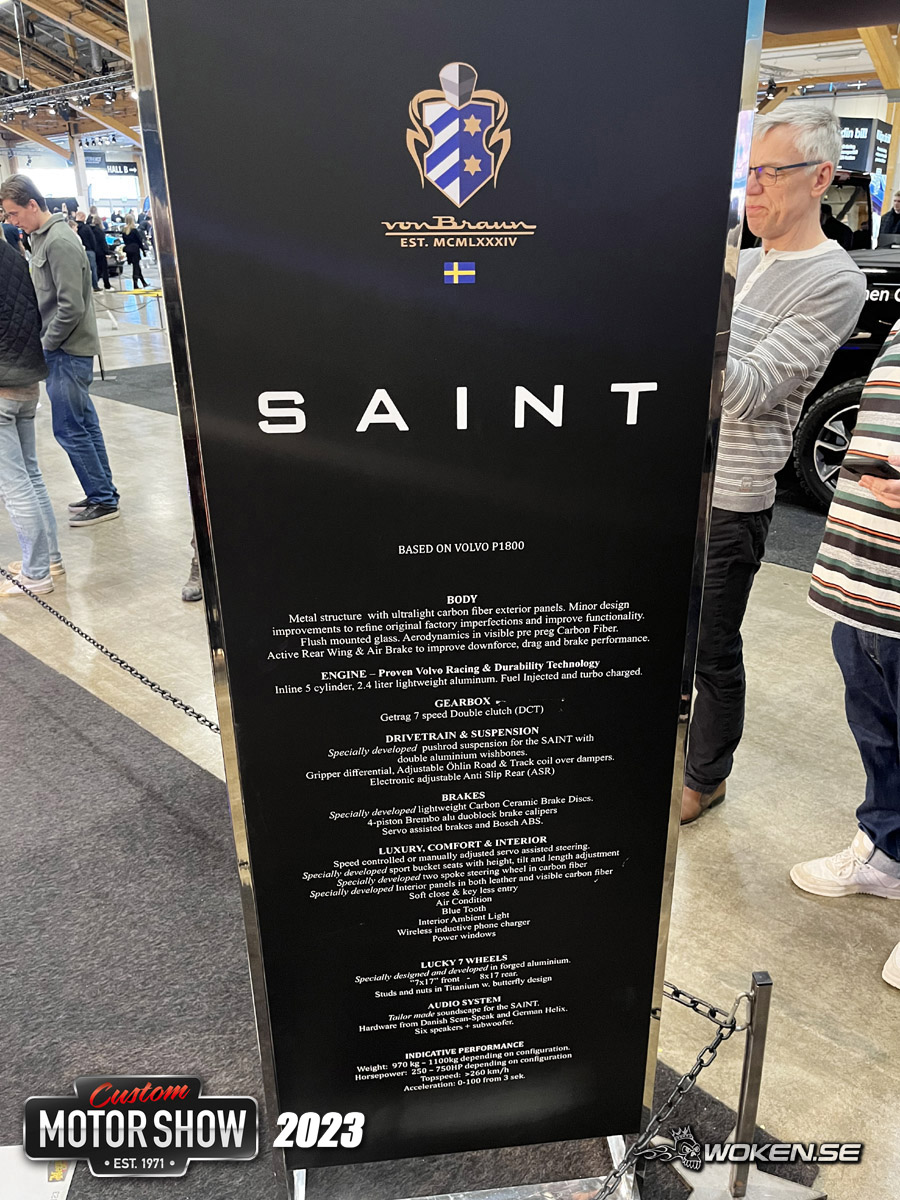 HALL B →
din bill
vonBraun
EST. MCMLXXXIV
SAINT
BASED ON VOLVO P1800
BODY
Metal structure with ultralight carbon fiber exterior panels. Minor design
improvements to refine original factory imperfections and improve functionality.
Flush mounted glass. Aerodynamics in visible pre preg Carbon Fiber.
Active Rear Wing & Air Brake to improve downforce, drag and brake performance.
ENGINE – Proven Volvo Racing & Durability Technology
Inline 5 cylinder, 2.4 liter lightweight aluminum. Fuel Injected and turbo charged.
GEARBOX
Getrag 7 speed Double clutch (DCT)
DRIVETRAIN & SUSPENSION
Specially developed pushrod suspension for the SAINT with
double aluminium wishbones.
Gripper differential, Adjustable Öhlin Road & Track coil over dampers.
Electronic adjustable Anti Slip Rear (ASR)
BRAKES
Specially developed lightweight Carbon Ceramic Brake Discs.
4-piston Brembo alu duoblock brake calipers
Servo assisted brakes and Bosch ABS.
LUXURY, COMFORT & INTERIOR
Speed controlled or manually adjusted servo assisted steering.
Specially developed sport bucket seats with height, tilt and length adjustment
Specially developed two spoke steering wheel in carbon fiber
Specially developed Interior panels in both leather and visible carbon fiber
Soft close & key less entry
Air Condition
Blue Tooth
Interior Ambient Light
Wireless inductive phone charger
Power windows
LUCKY 7 WHEELS
Specially designed and developed in forged aluminium.
"7x17" front - 8x17 rear.
Studs and nuts in Titanium w. butterfly design
AUDIO SYSTEM
Tailor made soundscape for the SAINT.
Hardware from Danish Scan-Speak and German Helix.
Six speakers + subwoofer.
INDICATIVE PERFORMANCE
Weight: 970 kg – 1100kg depending on configuration.
Horsepower: 250 – 750HP depending on configuration
Topspeed: >260 km/h
Acceleration: 0-100 from 3 sek.
Custom
MOTOR SHOW 2023
• EST. 1971 •
WOKEN.SE